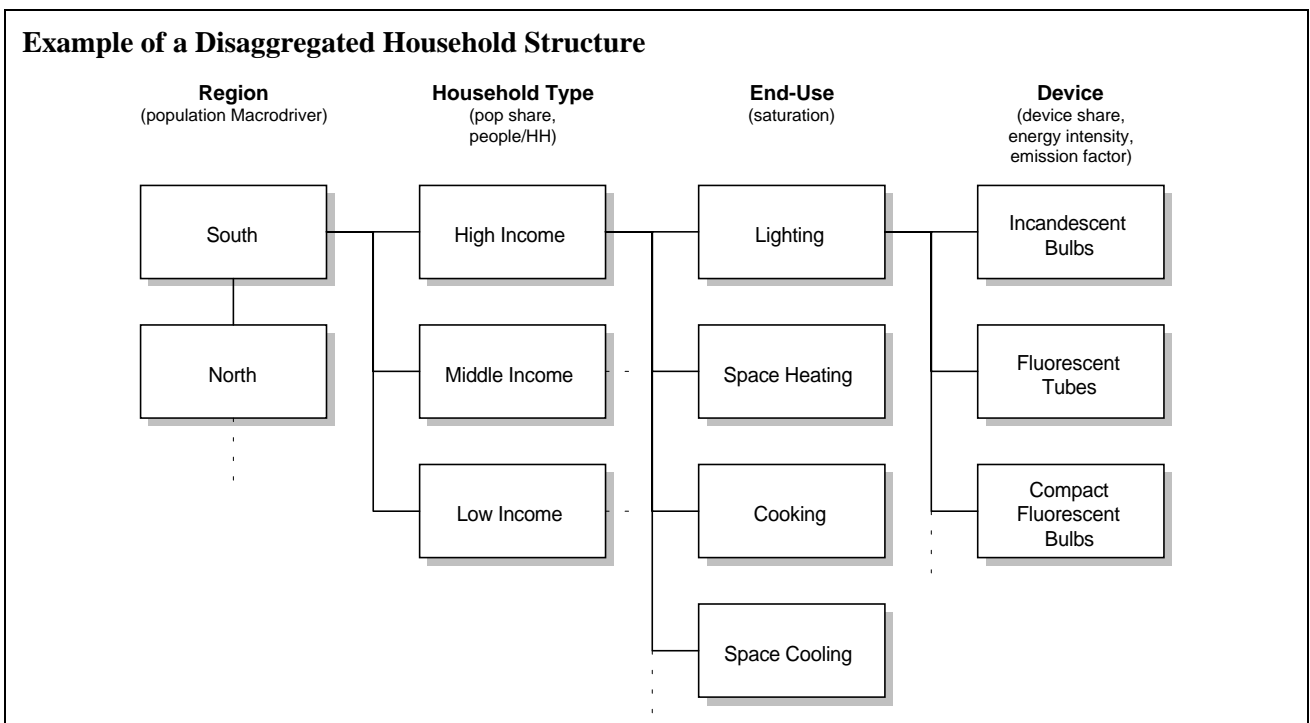 Example of a Disaggregated Household Structure
Region
(population Macrodriver)
Household Type
(pop share,
people/HH)
End-Use
(saturation)
Device
(device share,
energy intensity,
emission factor)
South
High Income
Lighting
Incandescent
Bulbs
North
Middle Income
Space Heating
Fluorescent
Tubes
Low Income
Cooking
Compact
Fluorescent
Bulbs
Space Cooling